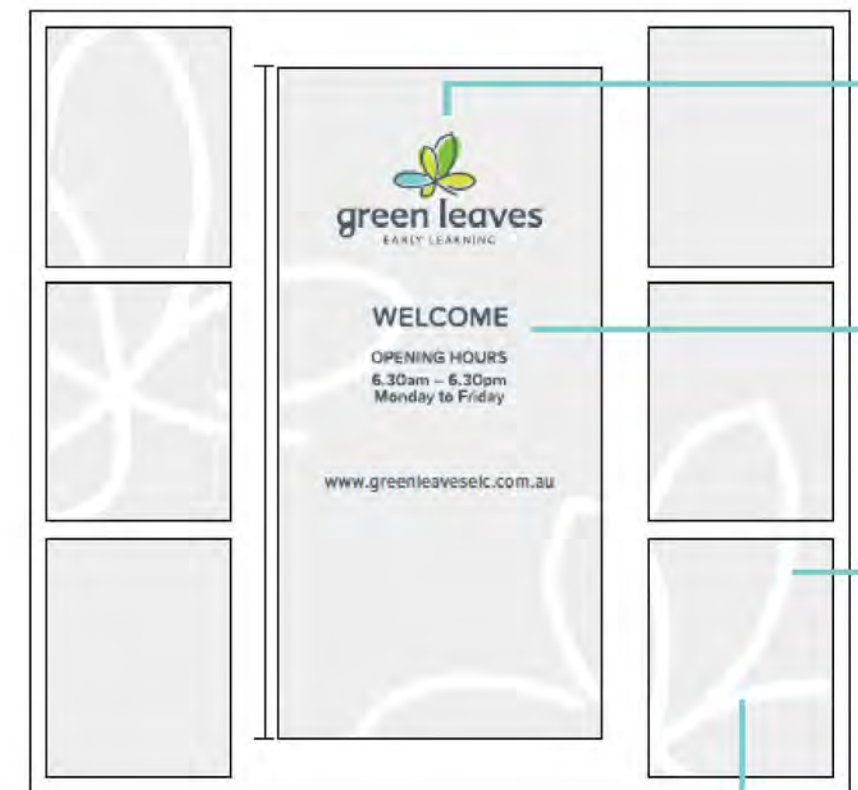 green leaves
EARLY LEARNING
WELCOME
OPENING HOURS
6.30am – 6.30pm
Monday to Friday
www.greenleaveselc.com.au